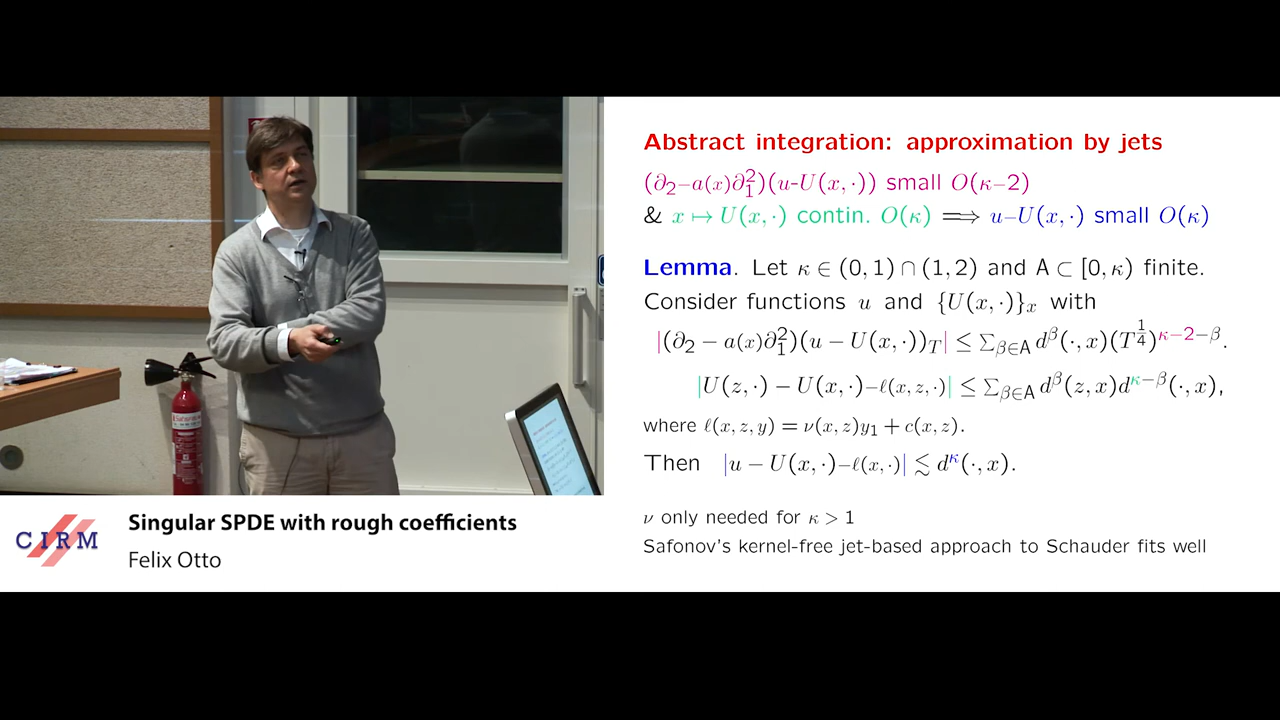 Abstract integration: approximation by jets
(∂₂−a(x)∂₁²)(u-U(x,·)) small O(κ−2)
& x ↦ U(x,·) contin. O(κ) ⟹ u−U(x,·) small O(κ)
Lemma. Let κ ∈ (0,1) ∩ (1,2) and A ⊂ [0,κ) finite.
Consider functions u and {U(x,·)}ₓ with
|(∂₂ − a(x)∂₁²)(u − U(x,·))_T| ≤ ∑_{β∈A} d^β(·,x)(T^{1/4})^{κ−2−β}.
|U(z,·) − U(x,·)−ℓ(x,z,·)| ≤ ∑_{β∈A} d^β(z,x)d^{κ−β}(·,x),
where ℓ(x,z,y) = ν(x,z)y₁ + c(x,z).
Then |u − U(x,·)−ℓ(x,·)| ≲ d^κ(·,x).
ν only needed for κ > 1
Safonov's kernel-free jet-based approach to Schauder fits well
CIRM
Singular SPDE with rough coefficients
Felix Otto